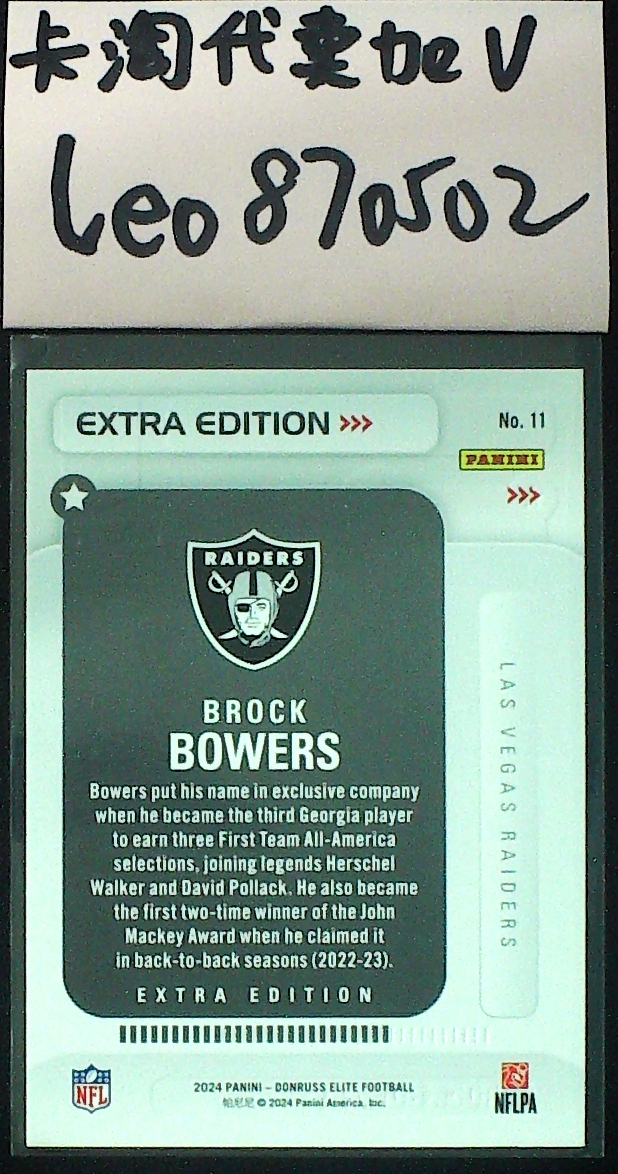 卡淘代卖加e V
Leo 870502
EXTRA EDITION >>>
No. 11
PANINI
>>>
RAIDERS
BROCK
BOWERS
Bowers put his name in exclusive company
when he became the third Georgia player
to earn three First Team All-America
selections, joining legends Herschel
Walker and David Pollack. He also became
the first two-time winner of the John
Mackey Award when he claimed it
in back-to-back seasons (2022-23).
EXTRA EDITION
LAS VEGAS RAIDERS
NFL
2024 PANINI – DONRUSS ELITE FOOTBALL
帕尼尼 © 2024 Panini America, Inc.
NFLPA